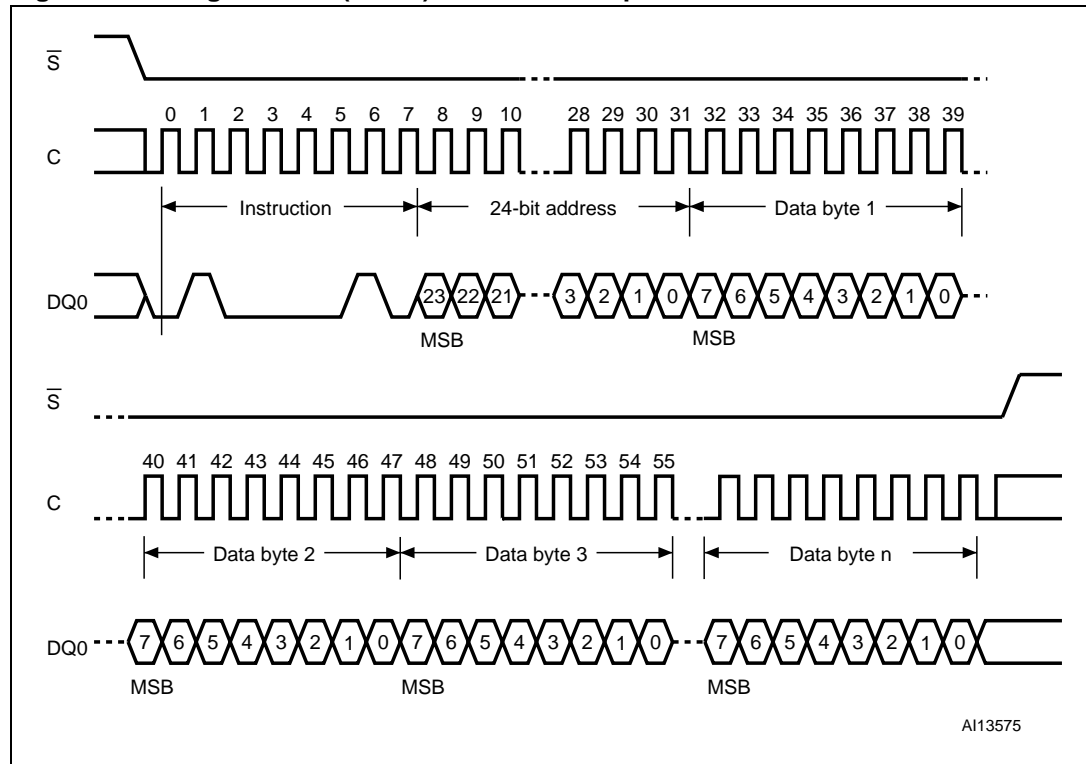 S
0 1 2 3 4 5 6 7 8 9 10 28 29 30 31 32 33 34 35 36 37 38 39
C
Instruction 24-bit address Data byte 1
DQ0 23 22 21 3 2 1 0 7 6 5 4 3 2 1 0
MSB MSB
S
40 41 42 43 44 45 46 47 48 49 50 51 52 53 54 55
C
Data byte 2 Data byte 3 Data byte n
DQ0 7 6 5 4 3 2 1 0 7 6 5 4 3 2 1 0 7 6 5 4 3 2 1 0
MSB MSB MSB
AI13575